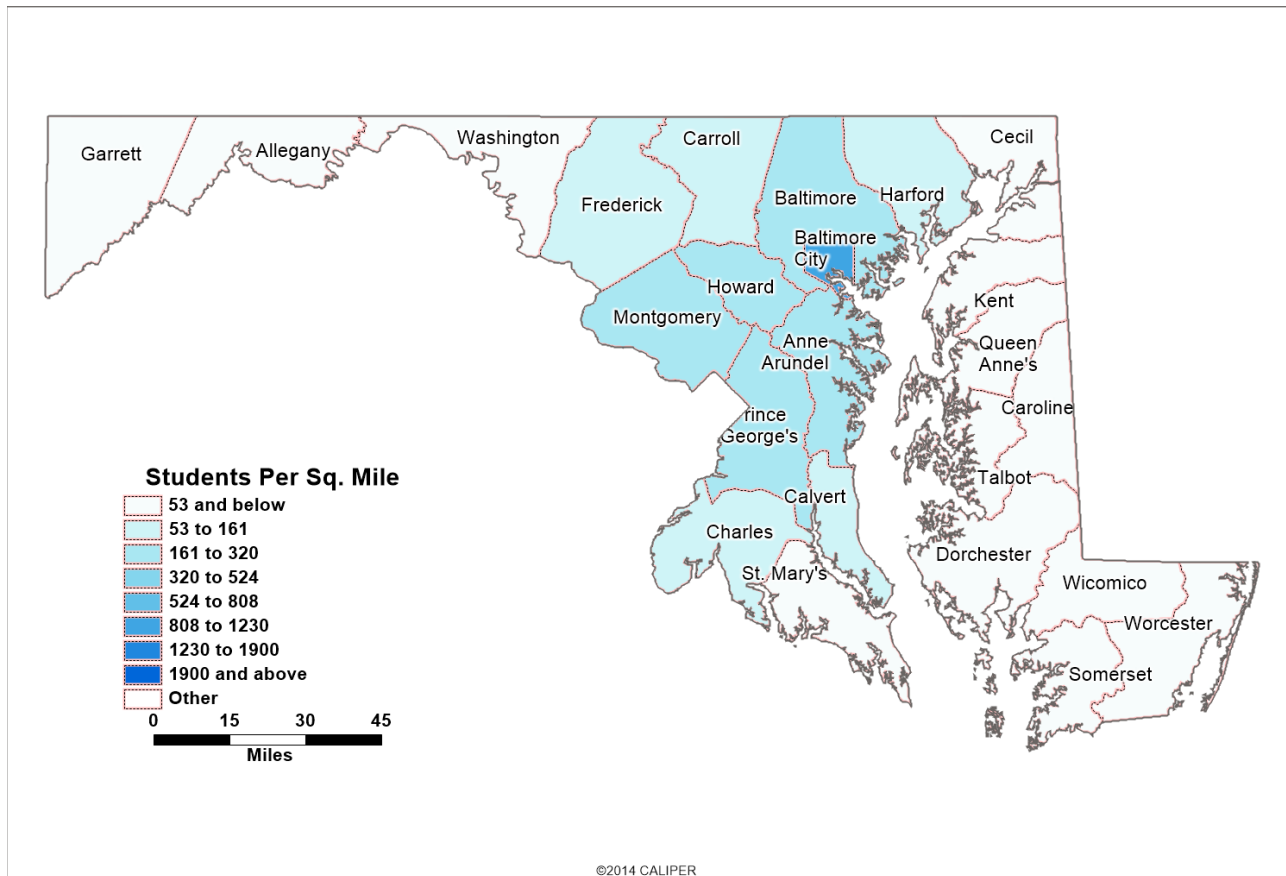 Garrett
Allegany
Washington
Carroll
Cecil
Frederick
Baltimore
Harford
Baltimore
City
Howard
Montgomery
Kent
Anne
Arundel
Queen
Anne's
rince
George's
Caroline
Talbot
Calvert
Charles
St. Mary's
Dorchester
Wicomico
Worcester
Somerset
Students Per Sq. Mile
53 and below
53 to 161
161 to 320
320 to 524
524 to 808
808 to 1230
1230 to 1900
1900 and above
Other
0 15 30 45
Miles
©2014 CALIPER